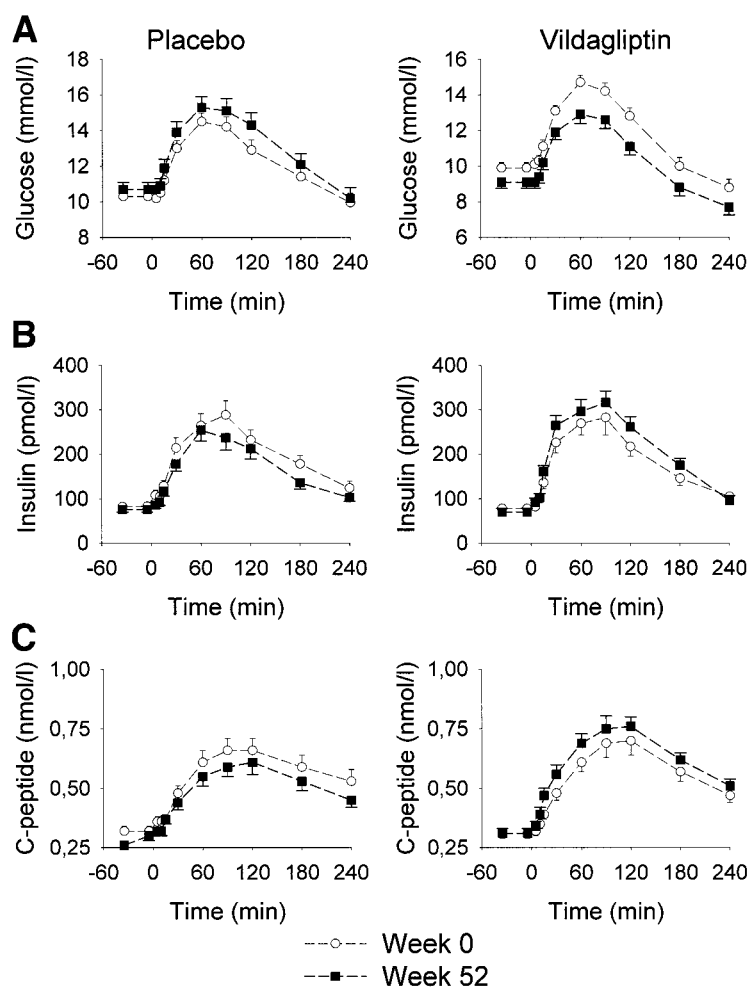 A
Placebo
Vildagliptin
Glucose (mmol/l)
18
16
14
12
10
8
-60 0 60 120 180 240
Time (min)
Glucose (mmol/l)
16
14
12
10
8
6
-60 0 60 120 180 240
Time (min)
B
Insulin (pmol/l)
400
300
200
100
0
-60 0 60 120 180 240
Time (min)
Insulin (pmol/l)
400
300
200
100
0
-60 0 60 120 180 240
Time (min)
C
C-peptide (nmol/l)
1,00
0,75
0,50
0,25
-60 0 60 120 180 240
Time (min)
C-peptide (nmol/l)
1,00
0,75
0,50
0,25
-60 0 60 120 180 240
Time (min)
Week 0
Week 52